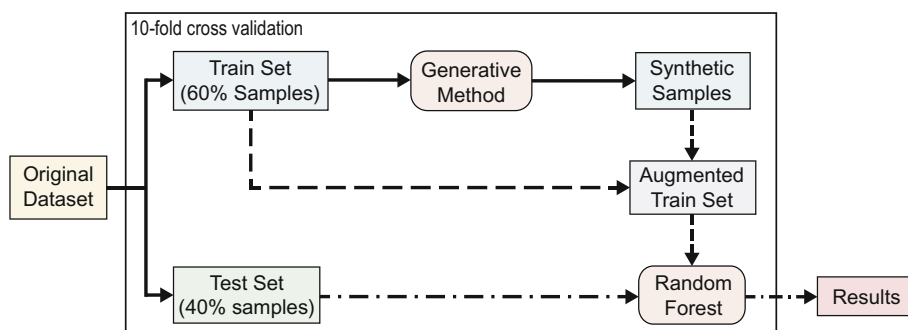 10-fold cross validation
Train Set
(60% Samples)
Generative
Method
Synthetic
Samples
Original
Dataset
Augmented
Train Set
Test Set
(40% samples)
Random
Forest
Results